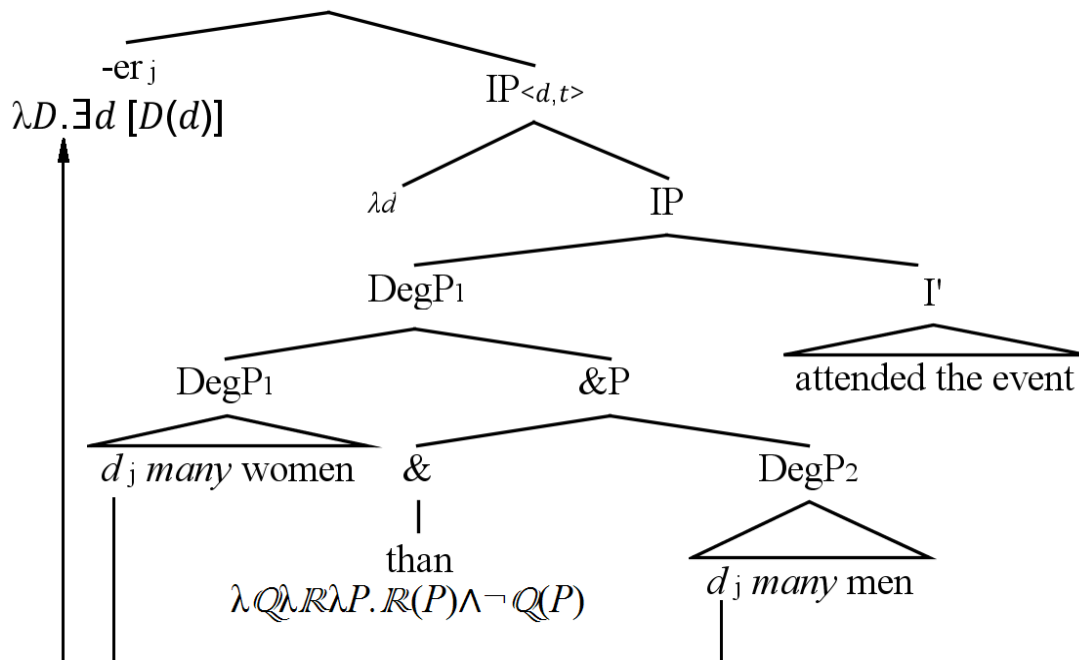 -er j
λD.∃d [D(d)]
IP<d,t>
λd
IP
DegP1
I'
DegP1
&P
attended the event
d j many women
&
DegP2
than
d j many men
λℚλℝλP.ℝ(P)∧¬ℚ(P)